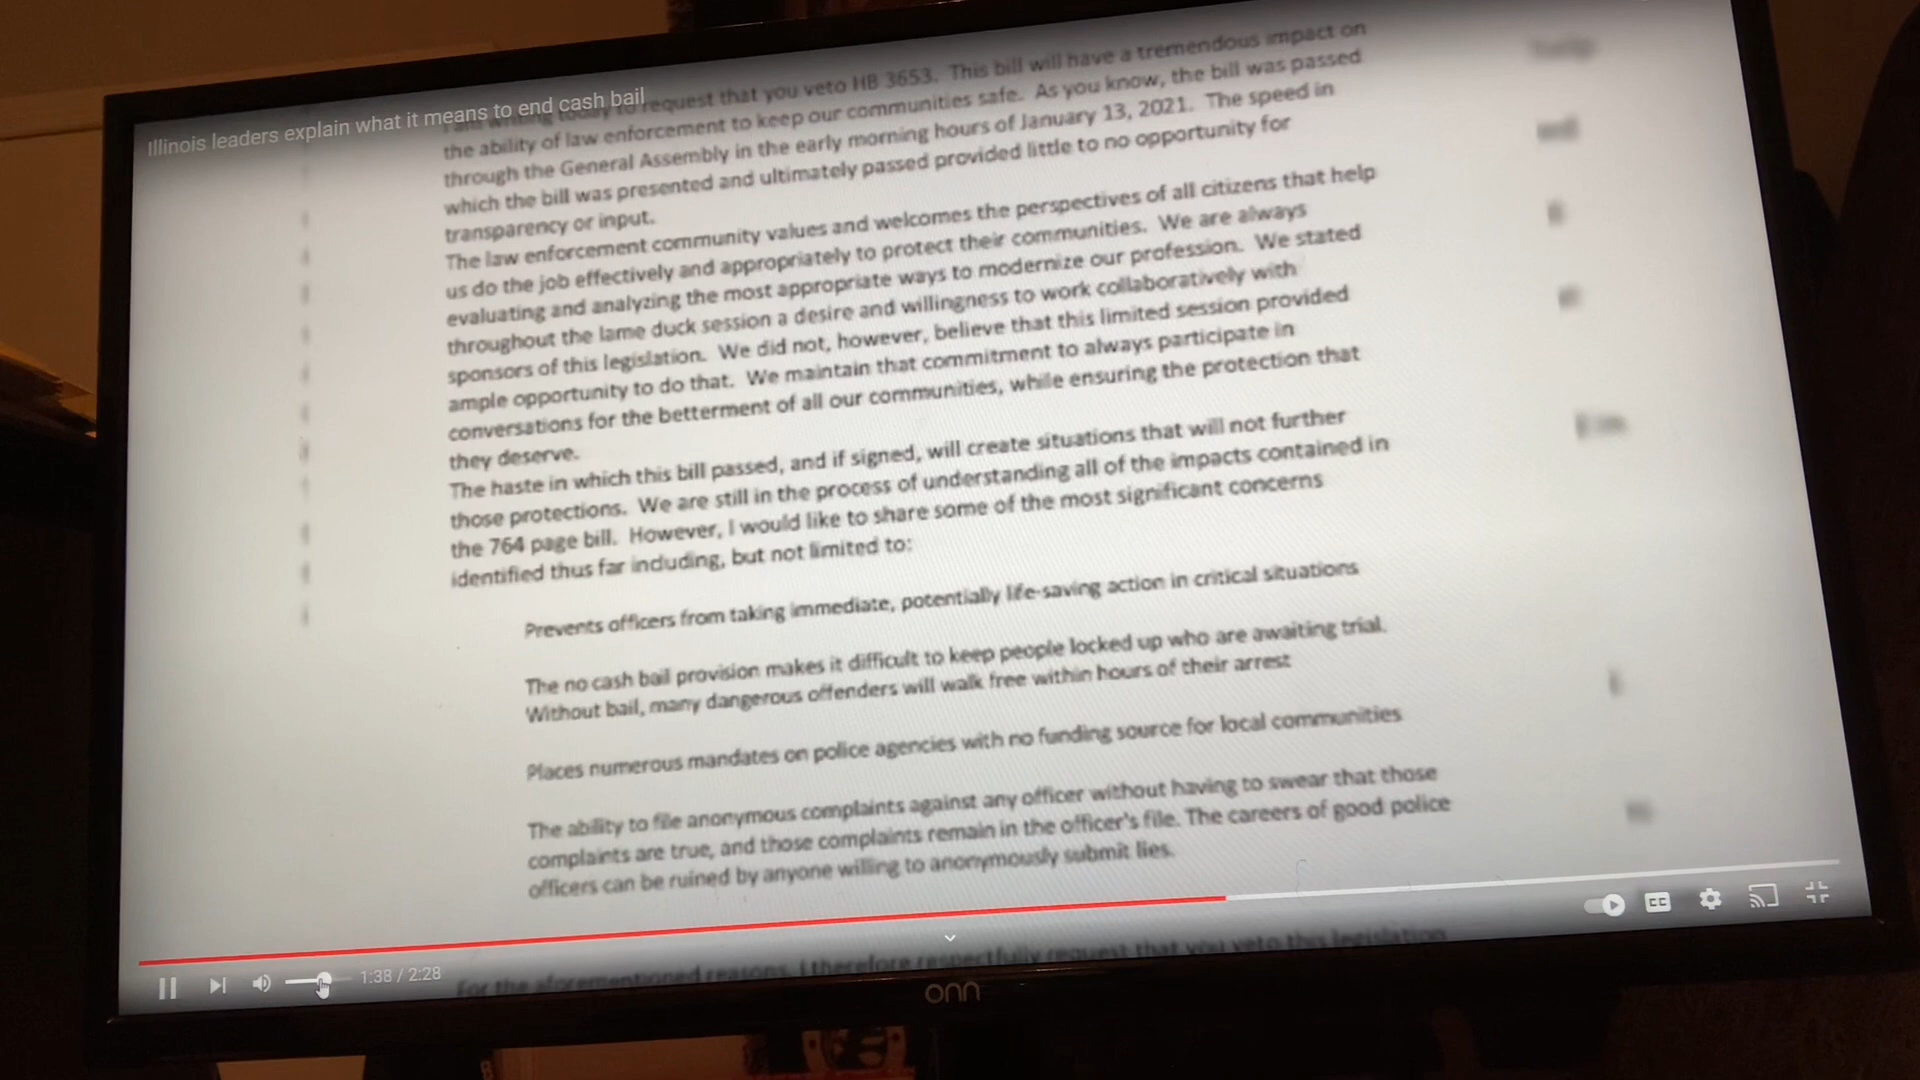 Illinois leaders explain what it means to end cash bail
request that you veto HB 3653. This bill will have a tremendous impact on
the ability of law enforcement to keep our communities safe. As you know, the bill was passed
through the General Assembly in the early morning hours of January 13, 2021. The speed in
which the bill was presented and ultimately passed provided little to no opportunity for
transparency or input.
The law enforcement community values and welcomes the perspectives of all citizens that help
us do the job effectively and appropriately to protect their communities. We are always
evaluating and analyzing the most appropriate ways to modernize our profession. We stated
throughout the lame duck session a desire and willingness to work collaboratively with
sponsors of this legislation. We did not, however, believe that this limited session provided
ample opportunity to do that. We maintain that commitment to always participate in
conversations for the betterment of all our communities, while ensuring the protection that
they deserve.
The haste in which this bill passed, and if signed, will create situations that will not further
those protections. We are still in the process of understanding all of the impacts contained in
the 764 page bill. However, I would like to share some of the most significant concerns
identified thus far including, but not limited to:
Prevents officers from taking immediate, potentially life-saving action in critical situations
The no cash bail provision makes it difficult to keep people locked up who are awaiting trial.
Without bail, many dangerous offenders will walk free within hours of their arrest
Places numerous mandates on police agencies with no funding source for local communities
The ability to file anonymous complaints against any officer without having to swear that those
complaints are true, and those complaints remain in the officer's file. The careers of good police
officers can be ruined by anyone willing to anonymously submit lies.
For the aforementioned reasons, I therefore respectfully request that you veto this legislation
1:38 / 2:28
CC
onn